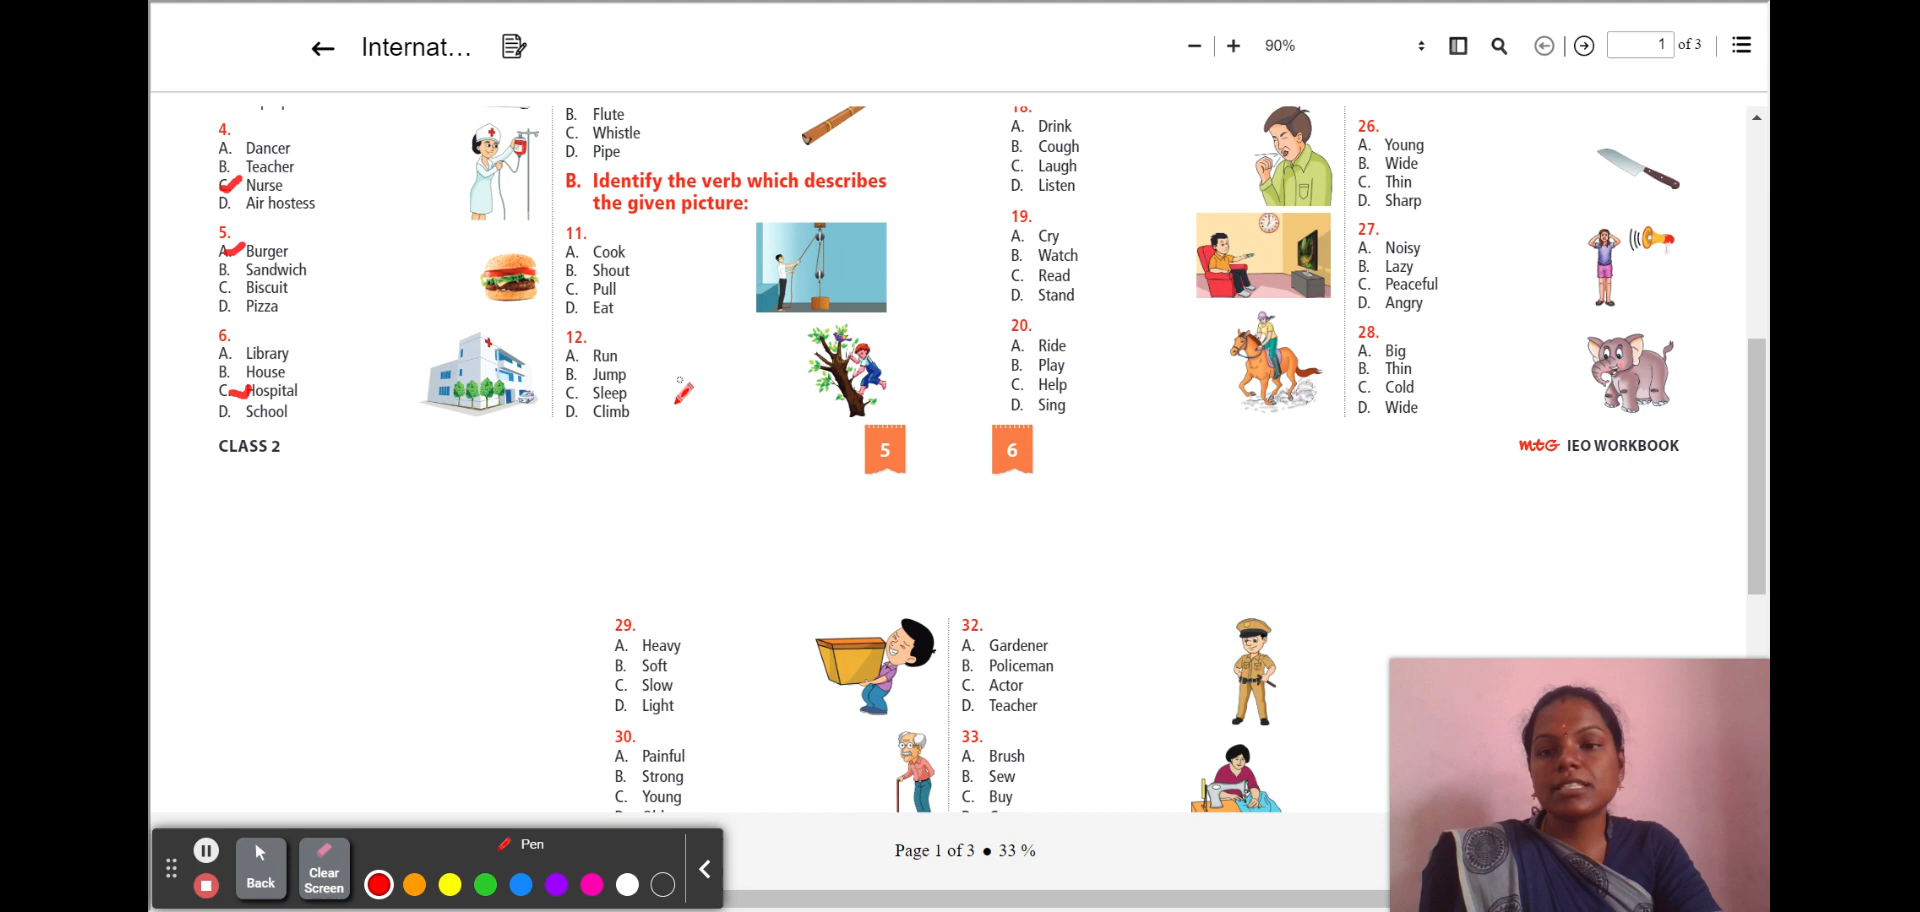 Internat...
90%
1 of 3
4.
A. Dancer
B. Teacher
Nurse
D. Air hostess
5.
A. Burger
B. Sandwich
C. Biscuit
D. Pizza
6.
A. Library
B. House
C. Hospital
D. School
CLASS 2
B. Flute
C. Whistle
D. Pipe
B. Identify the verb which describes
the given picture:
11.
A. Cook
B. Shout
C. Pull
D. Eat
12.
A. Run
B. Jump
C. Sleep
D. Climb
5
18.
A. Drink
B. Cough
C. Laugh
D. Listen
19.
A. Cry
B. Watch
C. Read
D. Stand
20.
A. Ride
B. Play
C. Help
D. Sing
6
26.
A. Young
B. Wide
C. Thin
D. Sharp
27.
A. Noisy
B. Lazy
C. Peaceful
D. Angry
28.
A. Big
B. Thin
C. Cold
D. Wide
mtG IEO WORKBOOK
29.
A. Heavy
B. Soft
C. Slow
D. Light
30.
A. Painful
B. Strong
C. Young
32.
A. Gardener
B. Policeman
C. Actor
D. Teacher
33.
A. Brush
B. Sew
C. Buy
Back
Clear
Screen
Pen
Page 1 of 3 ● 33 %